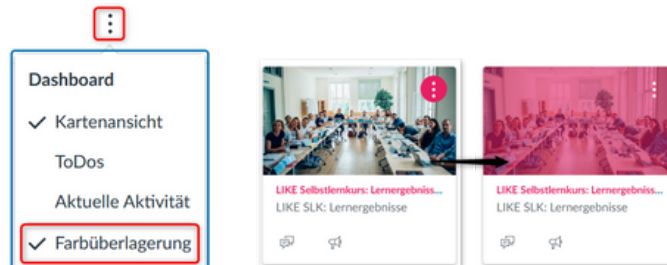 Dashboard
Kartenansicht
ToDos
Aktuelle Aktivität
Farbüberlagerung
LIKE Selbstlernkurs: Lernergebniss...
LIKE SLK: Lernergebnisse
LIKE Selbstlernkurs: Lernergebniss...
LIKE SLK: Lernergebnisse